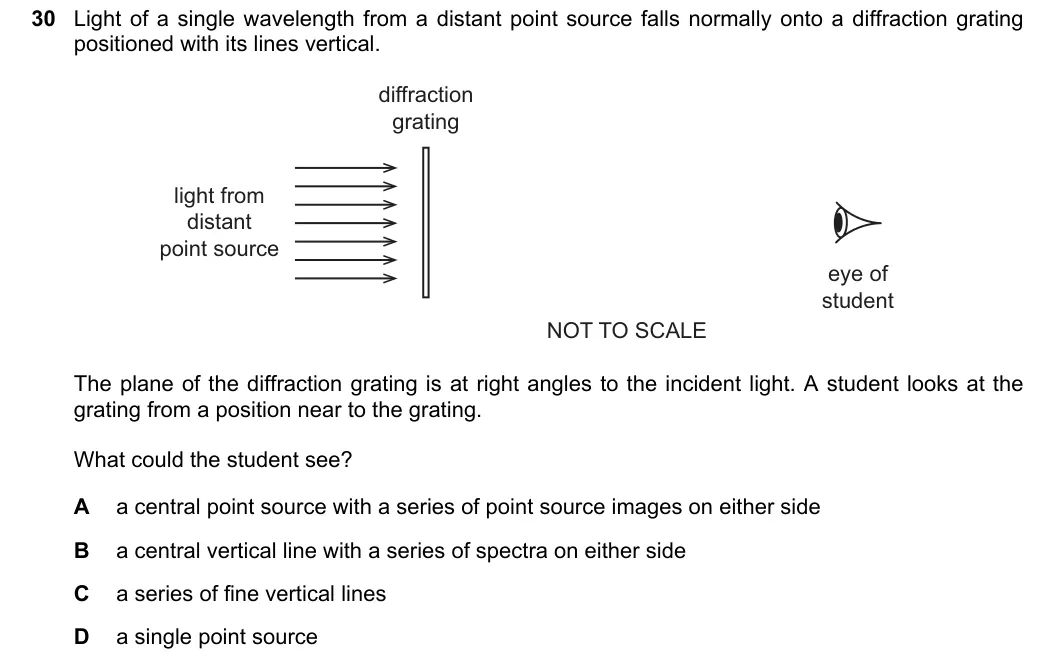 30 Light of a single wavelength from a distant point source falls normally onto a diffraction grating
positioned with its lines vertical.
diffraction
grating
light from
distant
point source
eye of
student
NOT TO SCALE
The plane of the diffraction grating is at right angles to the incident light. A student looks at the
grating from a position near to the grating.
What could the student see?
A a central point source with a series of point source images on either side
B a central vertical line with a series of spectra on either side
C a series of fine vertical lines
D a single point source